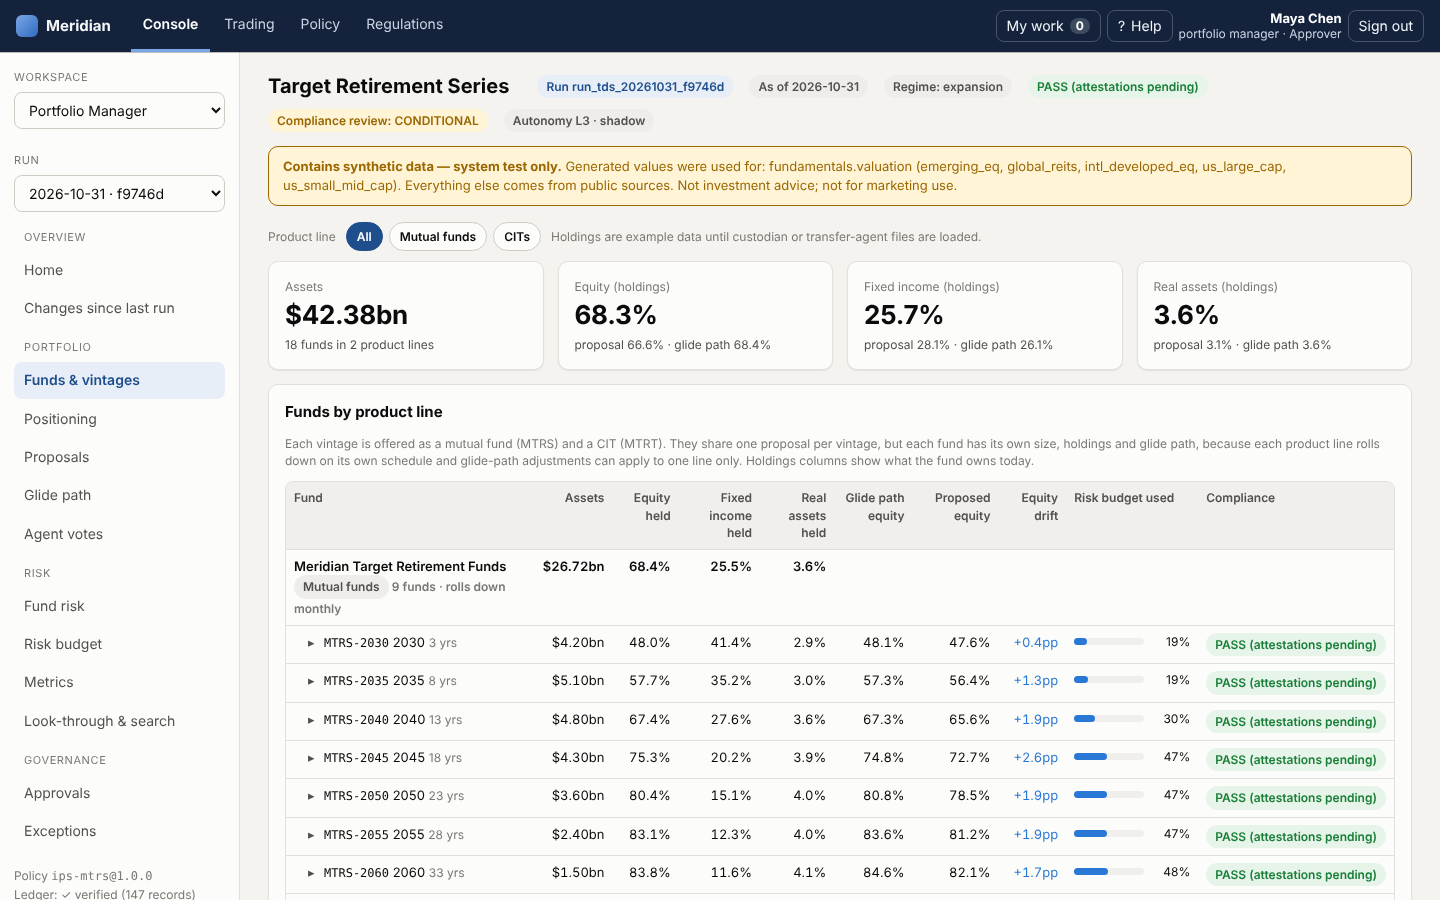 Meridian Console Trading Policy Regulations My work 0 ? Help Maya Chen portfolio manager · Approver Sign out
WORKSPACE
Portfolio Manager
RUN
2026-10-31 · f9746d
OVERVIEW
Home
Changes since last run
PORTFOLIO
Funds & vintages
Positioning
Proposals
Glide path
Agent votes
RISK
Fund risk
Risk budget
Metrics
Look-through & search
GOVERNANCE
Approvals
Exceptions
Policy ips-mtrs@1.0.0
Ledger: ✓ verified (147 records)
Target Retirement Series Run run_tds_20261031_f9746d As of 2026-10-31 Regime: expansion PASS (attestations pending)
Compliance review: CONDITIONAL Autonomy L3 · shadow
Contains synthetic data — system test only. Generated values were used for: fundamentals.valuation (emerging_eq, global_reits, intl_developed_eq, us_large_cap,
us_small_mid_cap). Everything else comes from public sources. Not investment advice; not for marketing use.
Product line All Mutual funds CITs Holdings are example data until custodian or transfer-agent files are loaded.
Assets
$42.38bn
18 funds in 2 product lines
Equity (holdings)
68.3%
proposal 66.6% · glide path 68.4%
Fixed income (holdings)
25.7%
proposal 28.1% · glide path 26.1%
Real assets (holdings)
3.6%
proposal 3.1% · glide path 3.6%
Funds by product line
Each vintage is offered as a mutual fund (MTRS) and a CIT (MTRT). They share one proposal per vintage, but each fund has its own size, holdings and glide path, because each product line rolls
down on its own schedule and glide-path adjustments can apply to one line only. Holdings columns show what the fund owns today.
Fund Assets Equity held Fixed income held Real assets held Glide path equity Proposed equity Equity drift Risk budget used Compliance
Meridian Target Retirement Funds $26.72bn 68.4% 25.5% 3.6%
Mutual funds 9 funds · rolls down
monthly
▸ MTRS-2030 2030 3 yrs $4.20bn 48.0% 41.4% 2.9% 48.1% 47.6% +0.4pp 19% PASS (attestations pending)
▸ MTRS-2035 2035 8 yrs $5.10bn 57.7% 35.2% 3.0% 57.3% 56.4% +1.3pp 19% PASS (attestations pending)
▸ MTRS-2040 2040 13 yrs $4.80bn 67.4% 27.6% 3.6% 67.3% 65.6% +1.9pp 30% PASS (attestations pending)
▸ MTRS-2045 2045 18 yrs $4.30bn 75.3% 20.2% 3.9% 74.8% 72.7% +2.6pp 47% PASS (attestations pending)
▸ MTRS-2050 2050 23 yrs $3.60bn 80.4% 15.1% 4.0% 80.8% 78.5% +1.9pp 47% PASS (attestations pending)
▸ MTRS-2055 2055 28 yrs $2.40bn 83.1% 12.3% 4.0% 83.6% 81.2% +1.9pp 47% PASS (attestations pending)
▸ MTRS-2060 2060 33 yrs $1.50bn 83.8% 11.6% 4.1% 84.6% 82.1% +1.7pp 48% PASS (attestations pending)